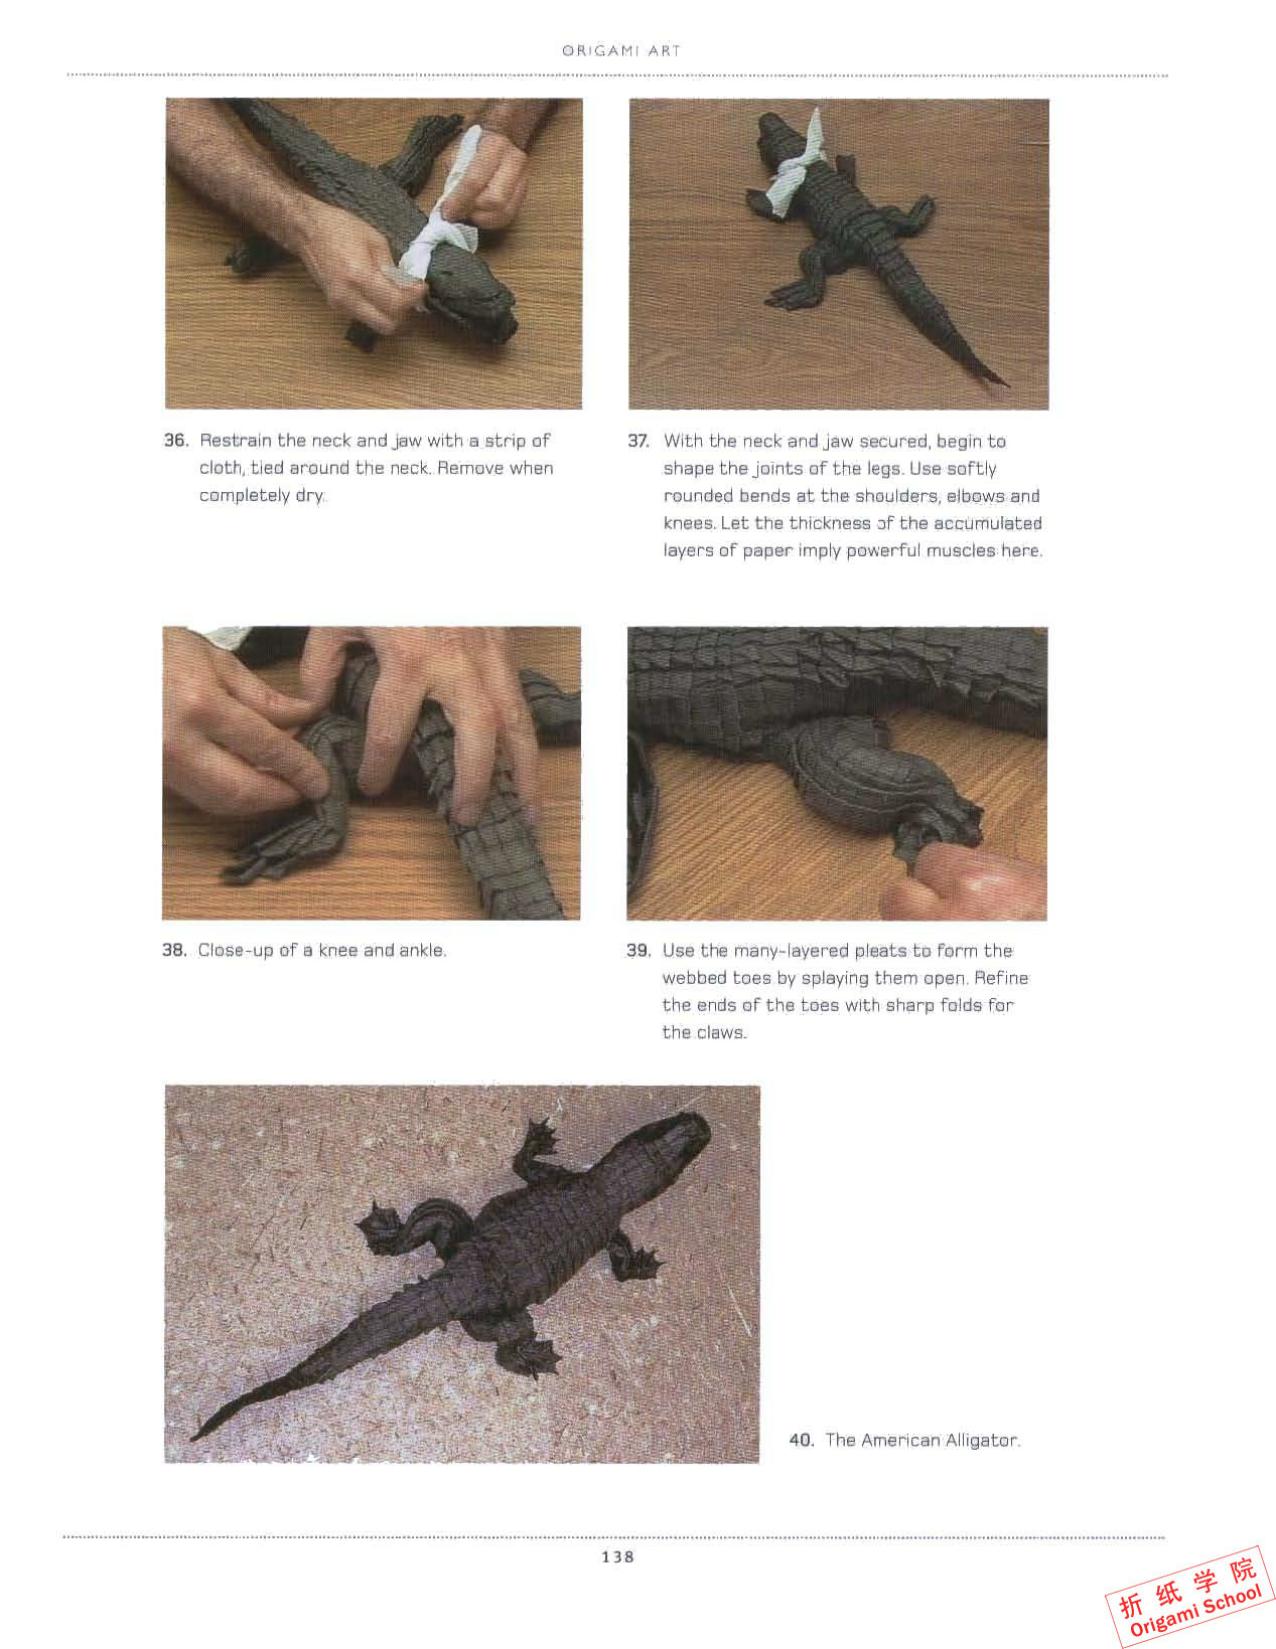 ORIGAMI ART
36. Restrain the neck and jaw with a strip of
cloth, tied around the neck. Remove when
completely dry.
37. With the neck and jaw secured, begin to
shape the joints of the legs. Use softly
rounded bends at the shoulders, elbows and
knees. Let the thickness of the accumulated
layers of paper imply powerful muscles here.
38. Close-up of a knee and ankle.
39. Use the many-layered pleats to form the
webbed toes by splaying them open. Refine
the ends of the toes with sharp folds for
the claws.
40. The American Alligator.
138
折纸学院
Origami School